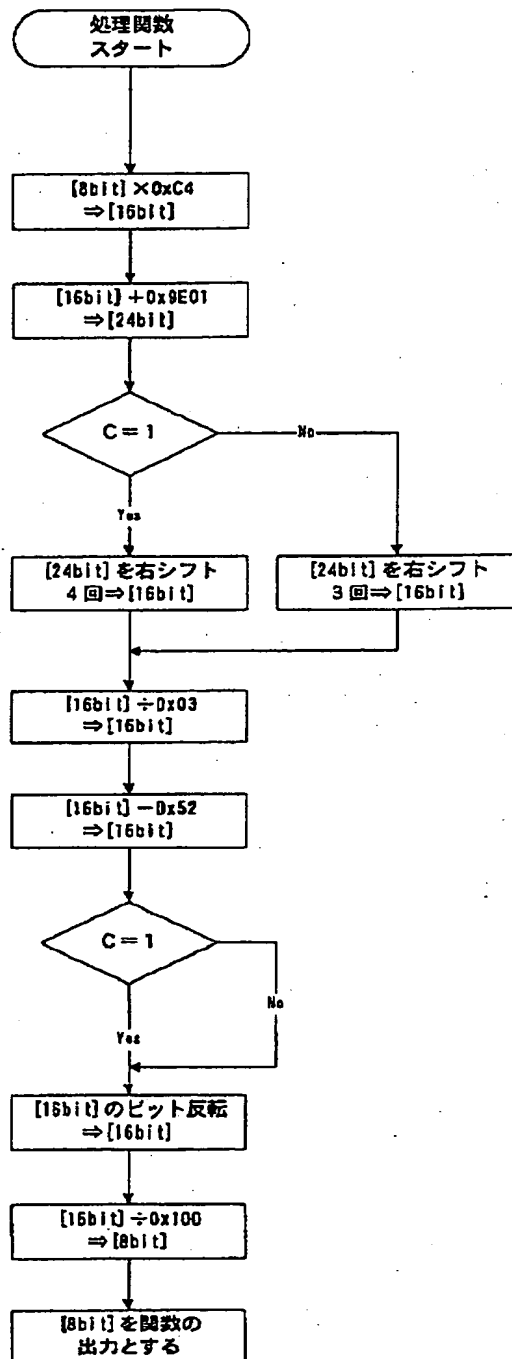 処理関数
スタート
[8bit]×0xC4
⇒[16bit]
[16bit]+0x9E01
⇒[24bit]
C=1
No
Yes
[24bit]を右シフト
4回⇒[16bit]
[24bit]を右シフト
3回⇒[16bit]
[16bit]÷0x03
⇒[16bit]
[16bit]-0x52
⇒[16bit]
C=1
No
Yes
[16bit]のビット反転
⇒[16bit]
[16bit]÷0x100
⇒[8bit]
[8bit]を関数の
出力とする